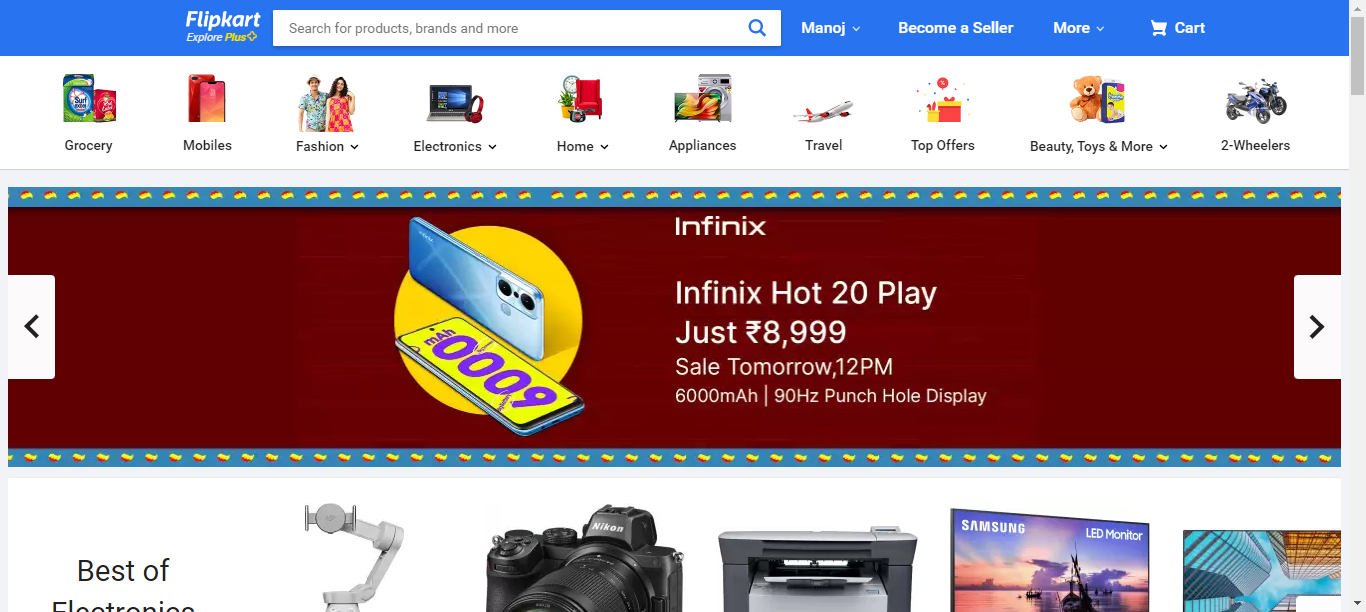 Flipkart
Explore Plus
Search for products, brands and more
Manoj
Become a Seller
More
Cart
Surf excel
Grocery
Mobiles
Fashion
Electronics
Home
Appliances
Travel
Top Offers
Beauty, Toys & More
2-Wheelers
Infinix
Infinix Hot 20 Play
Just ₹8,999
Sale Tomorrow,12PM
6000mAh | 90Hz Punch Hole Display
6000
mAh
Nikon
SAMSUNG
LED Monitor
Best of
Electronics